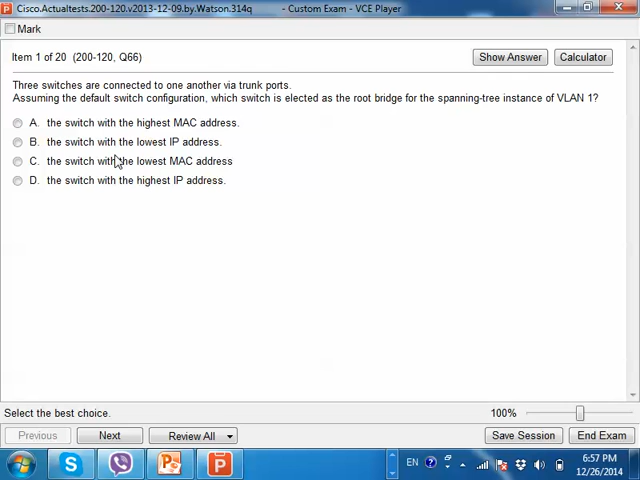 Cisco.Actualtests.200-120.v2013-12-09.by.Watson.314q - Custom Exam - VCE Player
Mark
Item 1 of 20 (200-120, Q66)
Show Answer
Calculator
Three switches are connected to one another via trunk ports.
Assuming the default switch configuration, which switch is elected as the root bridge for the spanning-tree instance of VLAN 1?
A. the switch with the highest MAC address.
B. the switch with the lowest IP address.
C. the switch with the lowest MAC address
D. the switch with the highest IP address.
Select the best choice.
100%
Previous
Next
Review All
Save Session
End Exam
EN
6:57 PM
12/26/2014